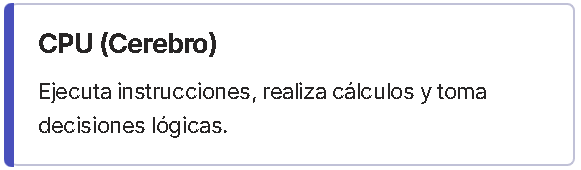 CPU (Cerebro)
Ejecuta instrucciones, realiza cálculos y toma
decisiones lógicas.